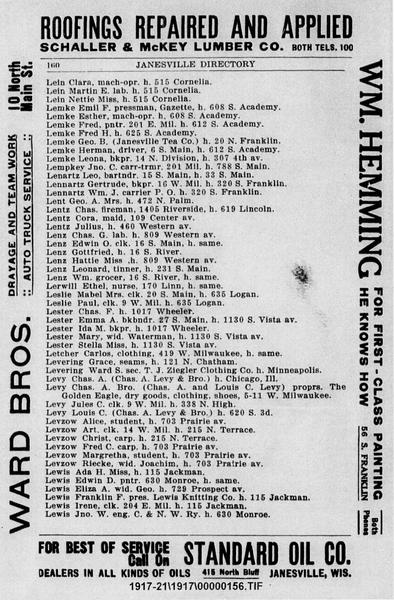 ROOFINGS REPAIRED AND APPLIED
SCHALLER & McKEY LUMBER CO. BOTH TELS. 100
160 JANESVILLE DIRECTORY
Lein Clara, mach-opr. h. 515 Cornelia.
Lein Martin E. lab. h. 515 Cornelia.
Lein Nettie Miss, h. 515 Cornelia.
Lemke Emil F. pressman, Gazette, h. 608 S. Academy.
Lemke Esther, mach-opr. h. 608 S. Academy.
Lemke Fred, pntr. 201 E. Mil. h. 612 S. Academy.
Lemke Fred H. h. 625 S. Academy.
Lemke Geo. B. (Janesville Tea Co.) h. 20 N. Franklin.
Lemke Herman, driver, 6 S. Main, h. 612 S. Academy.
Lemke Leona, bkpr. 14 N. Division, h. 307 4th av.
Lempkey Jno. C. carr-trmr, 201 Mil. h. 788 S. Main.
Lenartz Leo, bartndr. 15 S. Main, h. 33 S. Main.
Lennartz Gertrude, bkpr. 16 W. Mil. h. 320 S. Franklin.
Lennartz Wm. J. carrier P. O. h. 320 S. Franklin.
Lent Geo. A. Mrs. h. 472 N. Palm.
Lentz Chas. fireman, 1405 Riverside, h. 619 Lincoln.
Lentz Cora, maid, 109 Center av.
Lentz Julius, h. 460 Western av.
Lenz Chas. G. lab. h. 809 Western av.
Lenz Edwin O. clk. 16 S. Main, h. same.
Lenz Gottfried, h. 16 S. River.
Lenz Hattie Miss .h. 809 Western av.
Lenz Leonard, tinner, h. 231 S. Main.
Lenz Wm. grocer, 16 S. River, h. same.
Lerwill Ethel, nurse, 170 Linn, h. same.
Leslie Mabel Mrs. clk. 20 S. Main, h. 635 Logan.
Leslie Paul, clk. 9 W. Mil. h. 635 Logan.
Lester Chas. F. h. 1017 Wheeler.
Lester Emma A. bkbndr. 27 S. Main, h. 1130 S. Vista av.
Lester Ida M. bkpr. h. 1017 Wheeler.
Lester Mary, wid. Waterman, h. 1130 S. Vista av.
Lester Stella Miss, h. 1130 S. Vista av.
Letcher Carlos, clothing, 419 W. Milwaukee, h. same.
Levering Grace, seams, h. 121 N. Chatham.
Levering Ward S. sec. T. J. Ziegler Clothing Co. h. Minneapolis.
Levy Chas. A. (Chas. A. Levy & Bro.) h. Chicago, Ill.
Levy Chas. A. Bro. (Chas. A. and Louis C. Levy) proprs. The
Golden Eagle, dry goods, clothing, shoes, 5-11 W. Milwaukee.
Levy Jules C. clk. 9 W. Mil. h. 338 N. High.
Levy Louis C. (Chas. A. Levy & Bro.) h. 620 S. 3d.
Levzow Alice, student, h. 703 Prairie av.
Levzow Art. clk. 14 W. Mil. h. 215 N. Terrace.
Levzow Christ, carp. h. 215 N. Terrace.
Levzow Fred C. carp. h. 703 Prairie av.
Levzow Margretha, student, h. 703 Prairie av.
Levzow Riecke, wid. Joachim, h. 703 Prairie av.
Lewis Ada H. Miss, h. 115 Jackman.
Lewis Edwin D. pntr. 630 Monroe, h. same.
Lewis Eliza A. wid. Geo. h. 729 Prospect av.
Lewis Franklin F. pres. Lewis Knitting Co. h. 115 Jackman.
Lewis Irene, clk. 204 E. Mil. h. 115 Jackman.
Lewis Jno. W. eng. C. & N. W. Ry. h. 630 Monroe.
WARD BROS. DRAYAGE AND TEAM WORK
:: AUTO TRUCK SERVICE ::
10 North
Main St.
WM. HEMMING FOR FIRST-CLASS PAINTING
HE KNOWS HOW
56 S. FRANKLIN
Both
Phones
FOR BEST OF SERVICE
Call On STANDARD OIL CO.
DEALERS IN ALL KINDS OF OILS 415 North Bluff JANESVILLE, WIS.
1917-21\1917\00000156.TIF